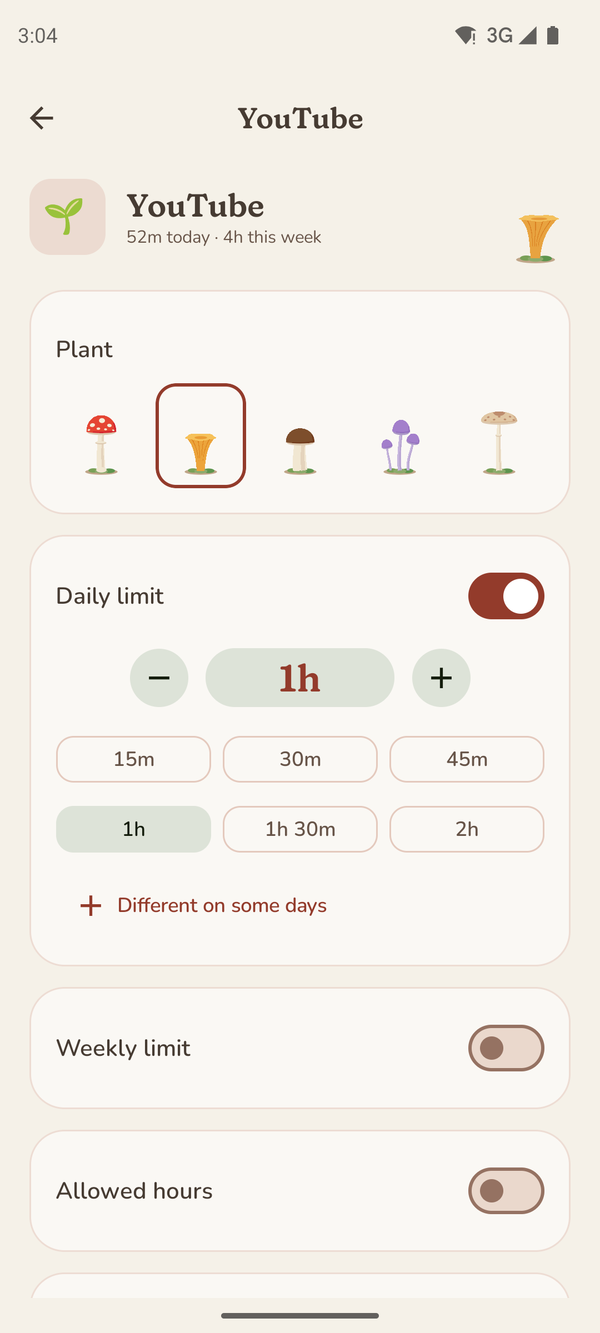 3:04
3G
YouTube
YouTube
52m today · 4h this week
Plant
Daily limit
1h
15m
30m
45m
1h
1h 30m
2h
Different on some days
Weekly limit
Allowed hours